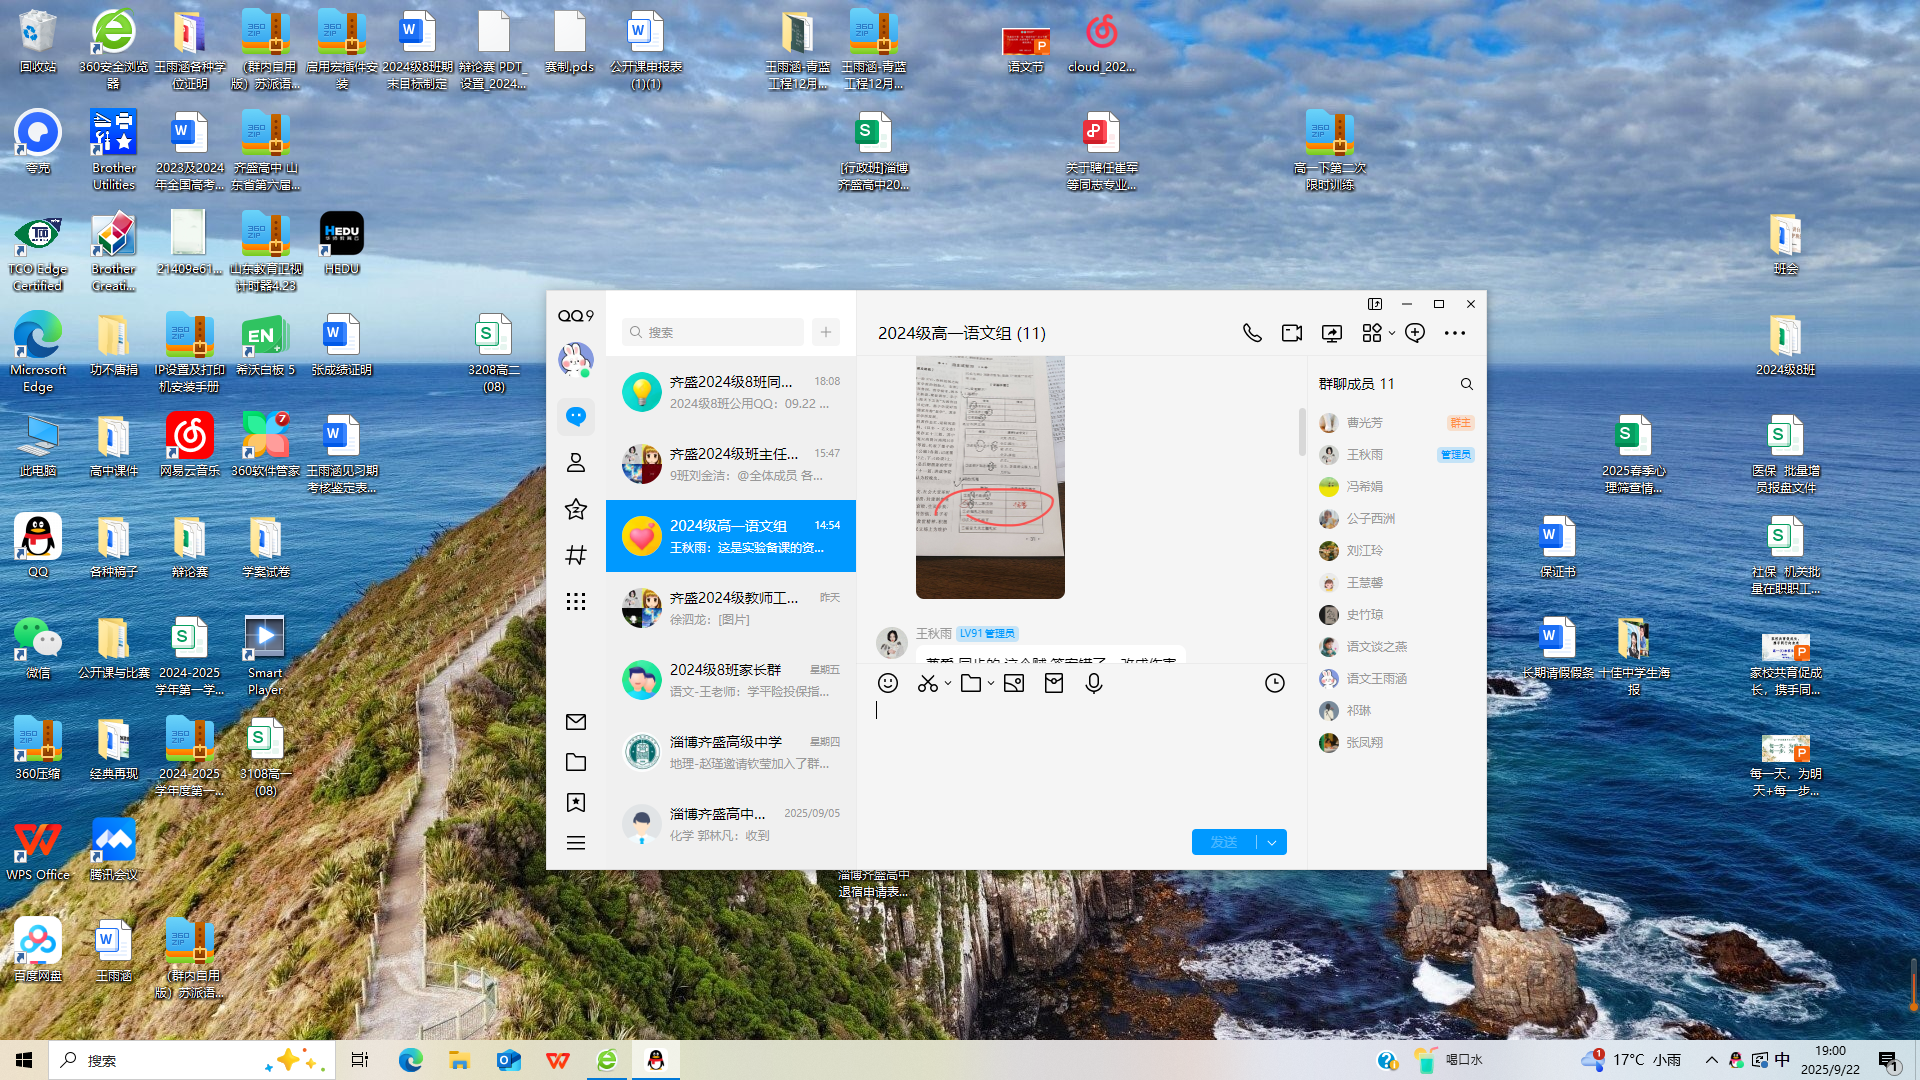 回收站
360安全浏览器
王雨涵各种学位证明
(群内自用版) 苏派语...
启用宏插件安装
2024级8班期末目标制定
辩论赛 PDT_设置_2024...
赛制.pds
公开课申报表(1)(1)
王雨涵-青蓝工程12月...
王雨涵-青蓝工程12月...
语文节
cloud_202...
夸克
Brother Utilities
2023及2024年全国高考...
齐盛高中 山东省第六届...
[行政班]淄博齐盛高中20...
关于聘任崔军等同志专业...
高一下第二次限时训练
TCO Edge Certified
Brother Creati...
21409e61...
山东教育卫视计时器4.23
HEDU
班会
Microsoft Edge
功不唐捐
IP设置及打印机安装手册
希沃白板 5
张成绩证明
3208高二(08)
2024级8班
此电脑
高中课件
网易云音乐
360软件管家
王雨涵见习期考核鉴定表...
2025春季心理筛查情...
医保_批量增员报盘文件
QQ
各种稿子
辩论赛
学案试卷
保证书
社保_机关批量在职职工...
微信
公开课与比赛
2024-2025学年第一学...
Smart Player
长期请假假条
十佳中学生海报
家校共育促成长，携手同...
360压缩
经典再现
2024-2025学年度第一...
3108高一(08)
每一天，为明天+每一步...
WPS Office
腾讯会议
淄博齐盛高中退宿申请表...
百度网盘
王雨涵
(群内自用版) 苏派语...
QQ9
搜索
齐盛2024级8班同...
18:08
2024级8班公用QQ：09.22 ...
齐盛2024级班主任...
15:47
9班刘金洁：@全体成员 各...
2024级高一语文组
14:54
王秋雨：这是实验备课的资...
齐盛2024级教师工...
昨天
徐泗龙：[图片]
2024级8班家长群
星期五
语文-王老师：学平险投保指...
淄博齐盛高级中学
星期四
地理-赵瑾邀请钦莹加入了群...
淄博齐盛高中...
2025/09/05
化学 郭林凡：收到
2024级高一语文组 (11)
王秋雨 LV91 管理员
发送
群聊成员 11
曹光芳 群主
王秋雨 管理员
冯希娟
公子西洲
刘江玲
王慧馨
史竹琼
语文谈之燕
语文王雨涵
祁琳
张凤翔
搜索
喝口水
17°C 小雨
中
19:00
2025/9/22